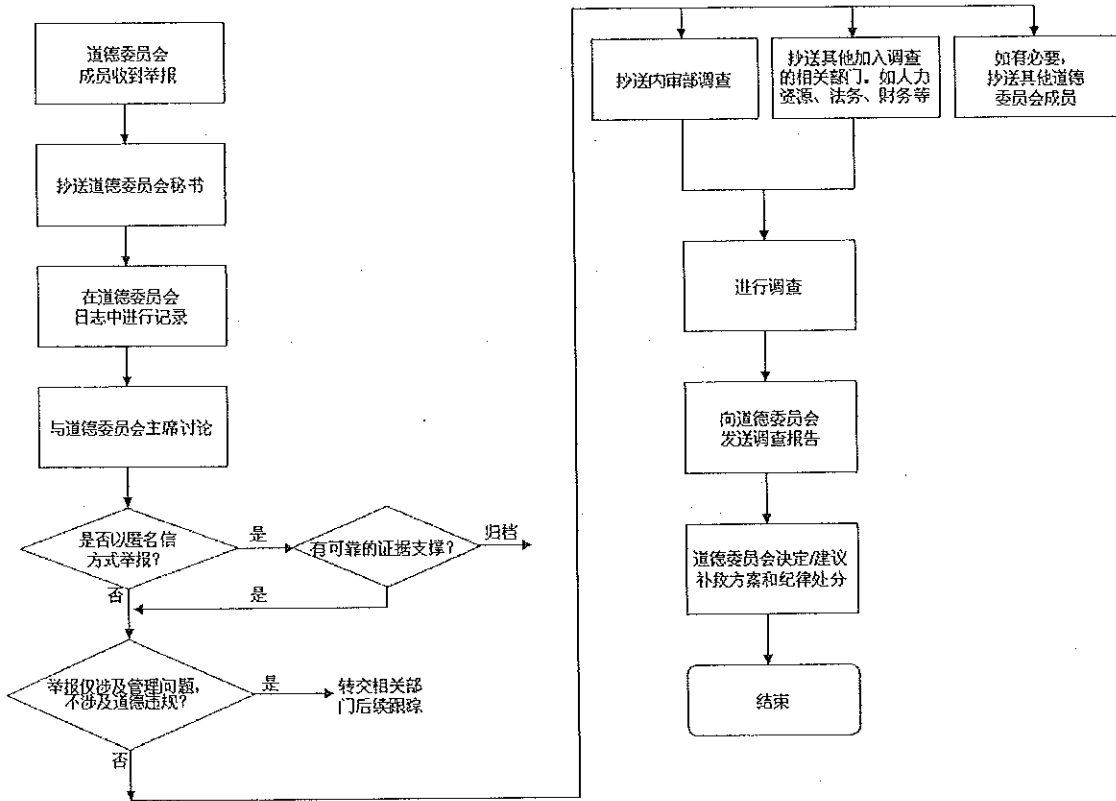 道德委员会
成员收到举报
抄送道德委员会秘书
在道德委员会
日志中进行记录
与道德委员会主席讨论
是否以匿名信
方式举报？
是
有可靠的证据支撑？
归档
否
是
举报仅涉及管理问题，
不涉及道德违规？
是
转交相关部
门后续跟踪
否
抄送内审部调查
抄送其他加入调查
的相关部门。如人力
资源、法务、财务等
如有必要，
抄送其他道德
委员会成员
进行调查
向道德委员会
发送调查报告
道德委员会决定/建议
补救方案和纪律处分
结束